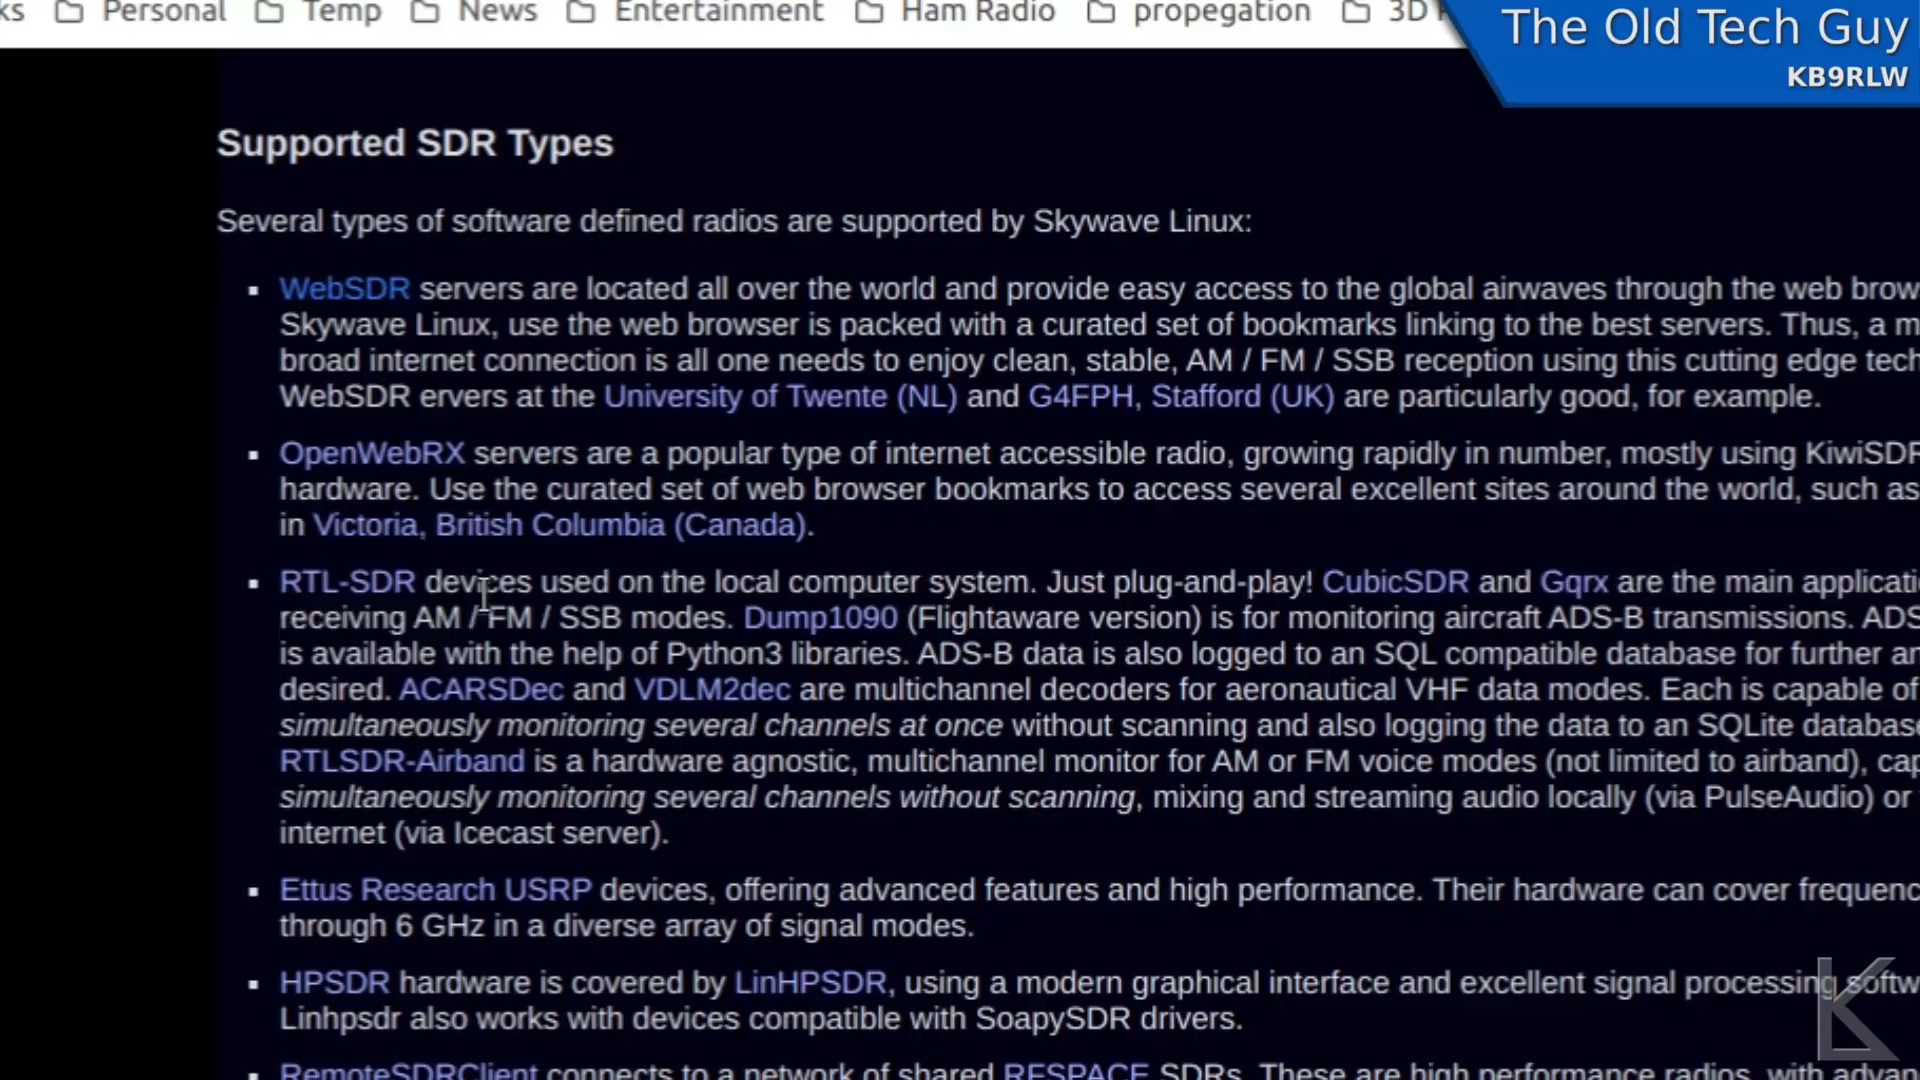 ks Personal Temp News Entertainment Ham Radio propegation 3D
The Old Tech Guy
KB9RLW
Supported SDR Types
Several types of software defined radios are supported by Skywave Linux:
WebSDR servers are located all over the world and provide easy access to the global airwaves through the web brow
Skywave Linux, use the web browser is packed with a curated set of bookmarks linking to the best servers. Thus, a m
broad internet connection is all one needs to enjoy clean, stable, AM / FM / SSB reception using this cutting edge tech
WebSDR ervers at the University of Twente (NL) and G4FPH, Stafford (UK) are particularly good, for example.
OpenWebRX servers are a popular type of internet accessible radio, growing rapidly in number, mostly using KiwiSDR
hardware. Use the curated set of web browser bookmarks to access several excellent sites around the world, such as
in Victoria, British Columbia (Canada).
RTL-SDR devices used on the local computer system. Just plug-and-play! CubicSDR and Gqrx are the main applicati
receiving AM / FM / SSB modes. Dump1090 (Flightaware version) is for monitoring aircraft ADS-B transmissions. ADS
is available with the help of Python3 libraries. ADS-B data is also logged to an SQL compatible database for further an
desired. ACARSDec and VDLM2dec are multichannel decoders for aeronautical VHF data modes. Each is capable of
simultaneously monitoring several channels at once without scanning and also logging the data to an SQLite database
RTLSDR-Airband is a hardware agnostic, multichannel monitor for AM or FM voice modes (not limited to airband), cap
simultaneously monitoring several channels without scanning, mixing and streaming audio locally (via PulseAudio) or
internet (via Icecast server).
Ettus Research USRP devices, offering advanced features and high performance. Their hardware can cover frequenc
through 6 GHz in a diverse array of signal modes.
HPSDR hardware is covered by LinHPSDR, using a modern graphical interface and excellent signal processing softw
Linhpsdr also works with devices compatible with SoapySDR drivers.
RemoteSDRClient connects to a network of shared RFSPACE SDRs. These are high performance radios, with advan
K